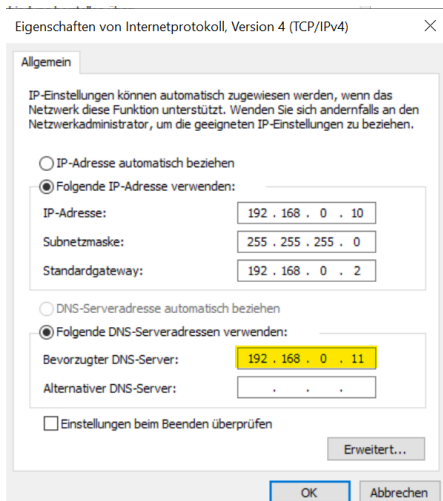 Eigenschaften von Internetprotokoll, Version 4 (TCP/IPv4)
Allgemein
IP-Einstellungen können automatisch zugewiesen werden, wenn das
Netzwerk diese Funktion unterstützt. Wenden Sie sich andernfalls an den
Netzwerkadministrator, um die geeigneten IP-Einstellungen zu beziehen.
IP-Adresse automatisch beziehen
Folgende IP-Adresse verwenden:
IP-Adresse: 192 . 168 . 0 . 10
Subnetzmaske: 255 . 255 . 255 . 0
Standardgateway: 192 . 168 . 0 . 2
DNS-Serveradresse automatisch beziehen
Folgende DNS-Serveradressen verwenden:
Bevorzugter DNS-Server: 192 . 168 . 0 . 11
Alternativer DNS-Server: . . .
Einstellungen beim Beenden überprüfen
Erweitert...
OK Abbrechen